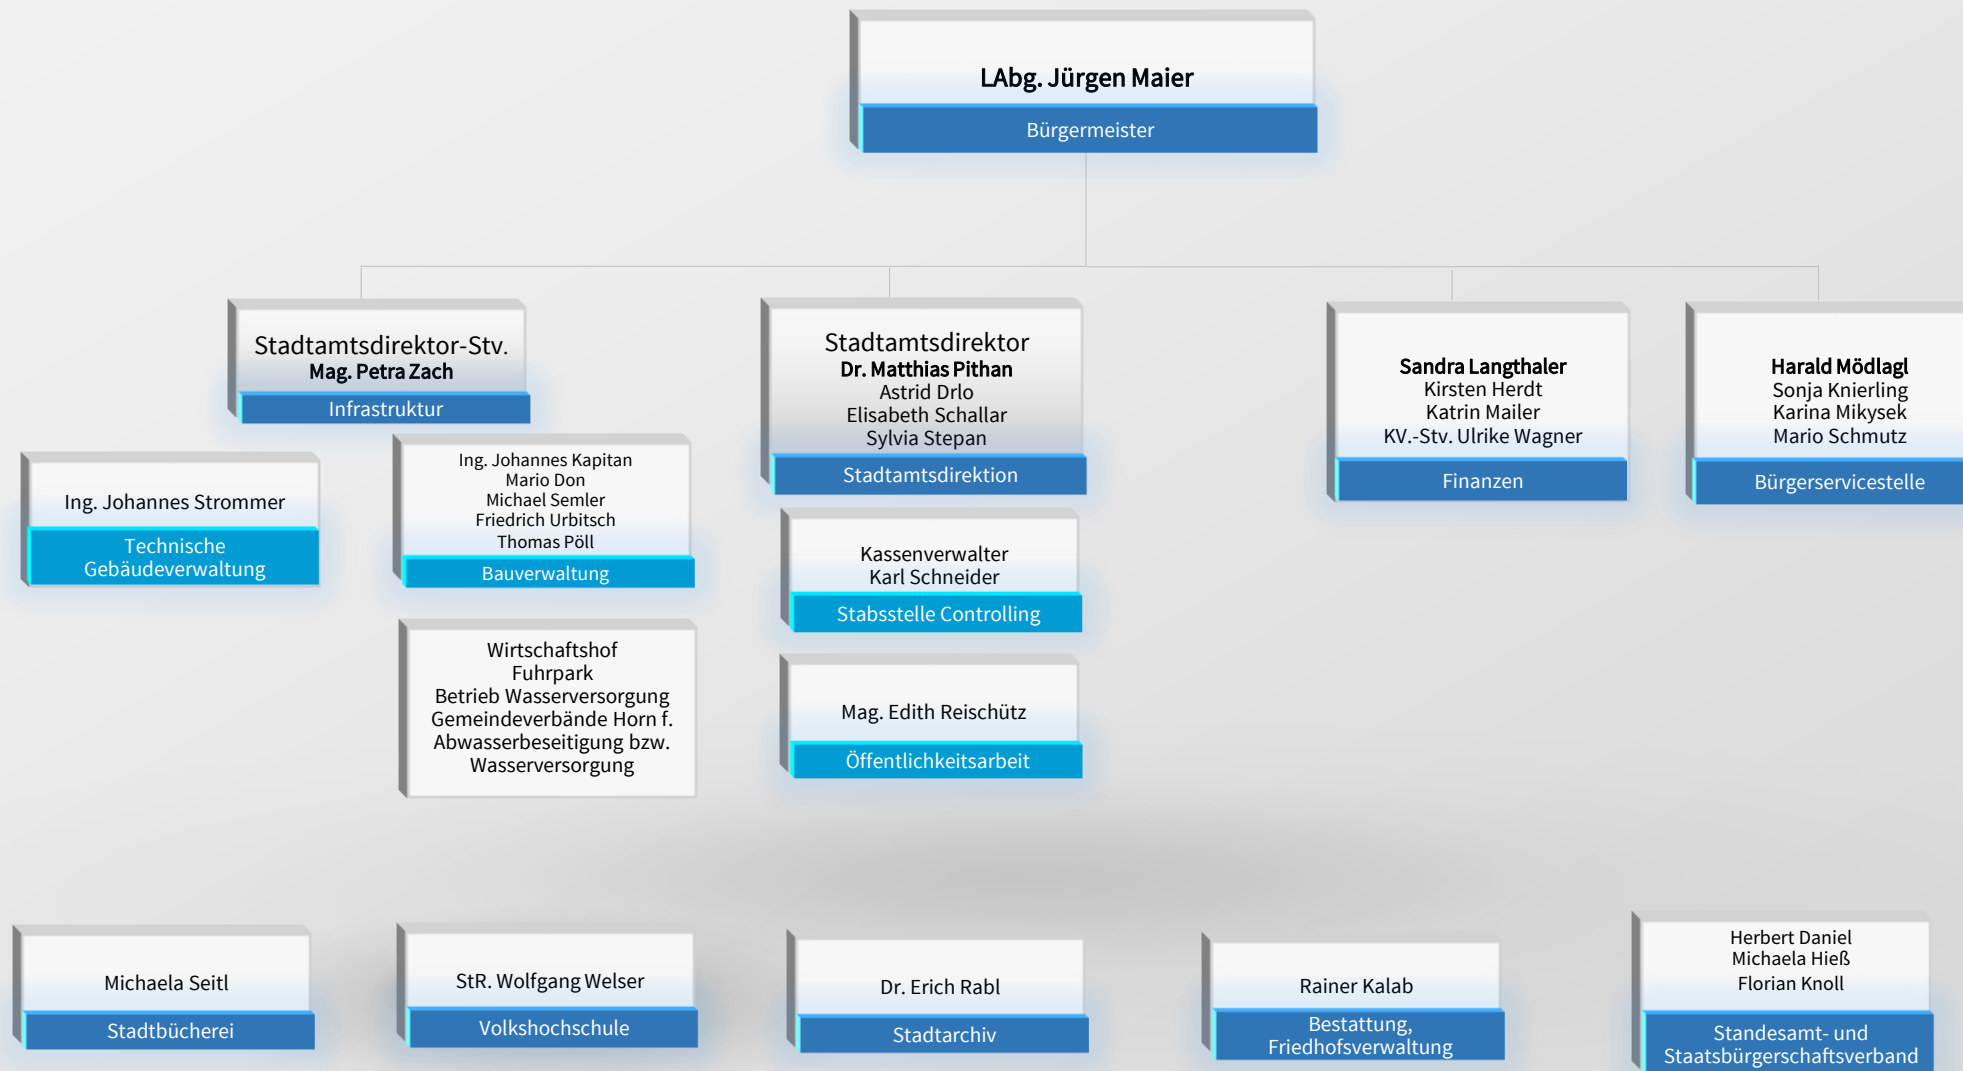 LAbg. Jürgen Maier
Bürgermeister
Stadtamtsdirektor-Stv.
Mag. Petra Zach
Infrastruktur
Stadtamtsdirektor
Dr. Matthias Pithan
Astrid Drlo
Elisabeth Schallar
Sylvia Stepan
Stadtamtsdirektion
Sandra Langthaler
Kirsten Herdt
Katrin Mailer
KV.-Stv. Ulrike Wagner
Finanzen
Harald Mödlagl
Sonja Knierling
Karina Mikysek
Mario Schmutz
Bürgerservicestelle
Ing. Johannes Strommer
Technische
Gebäudeverwaltung
Ing. Johannes Kapitan
Mario Don
Michael Semler
Friedrich Urbitsch
Thomas Pöll
Bauverwaltung
Kassenverwalter
Karl Schneider
Stabsstelle Controlling
Wirtschaftshof
Fuhrpark
Betrieb Wasserversorgung
Gemeindeverbände Horn f.
Abwasserbeseitigung bzw.
Wasserversorgung
Mag. Edith Reischütz
Öffentlichkeitsarbeit
Michaela Seitl
Stadtbücherei
StR. Wolfgang Welser
Volkshochschule
Dr. Erich Rabl
Stadtarchiv
Rainer Kalab
Bestattung,
Friedhofsverwaltung
Herbert Daniel
Michaela Hieß
Florian Knoll
Standesamt- und
Staatsbürgerschaftsverband